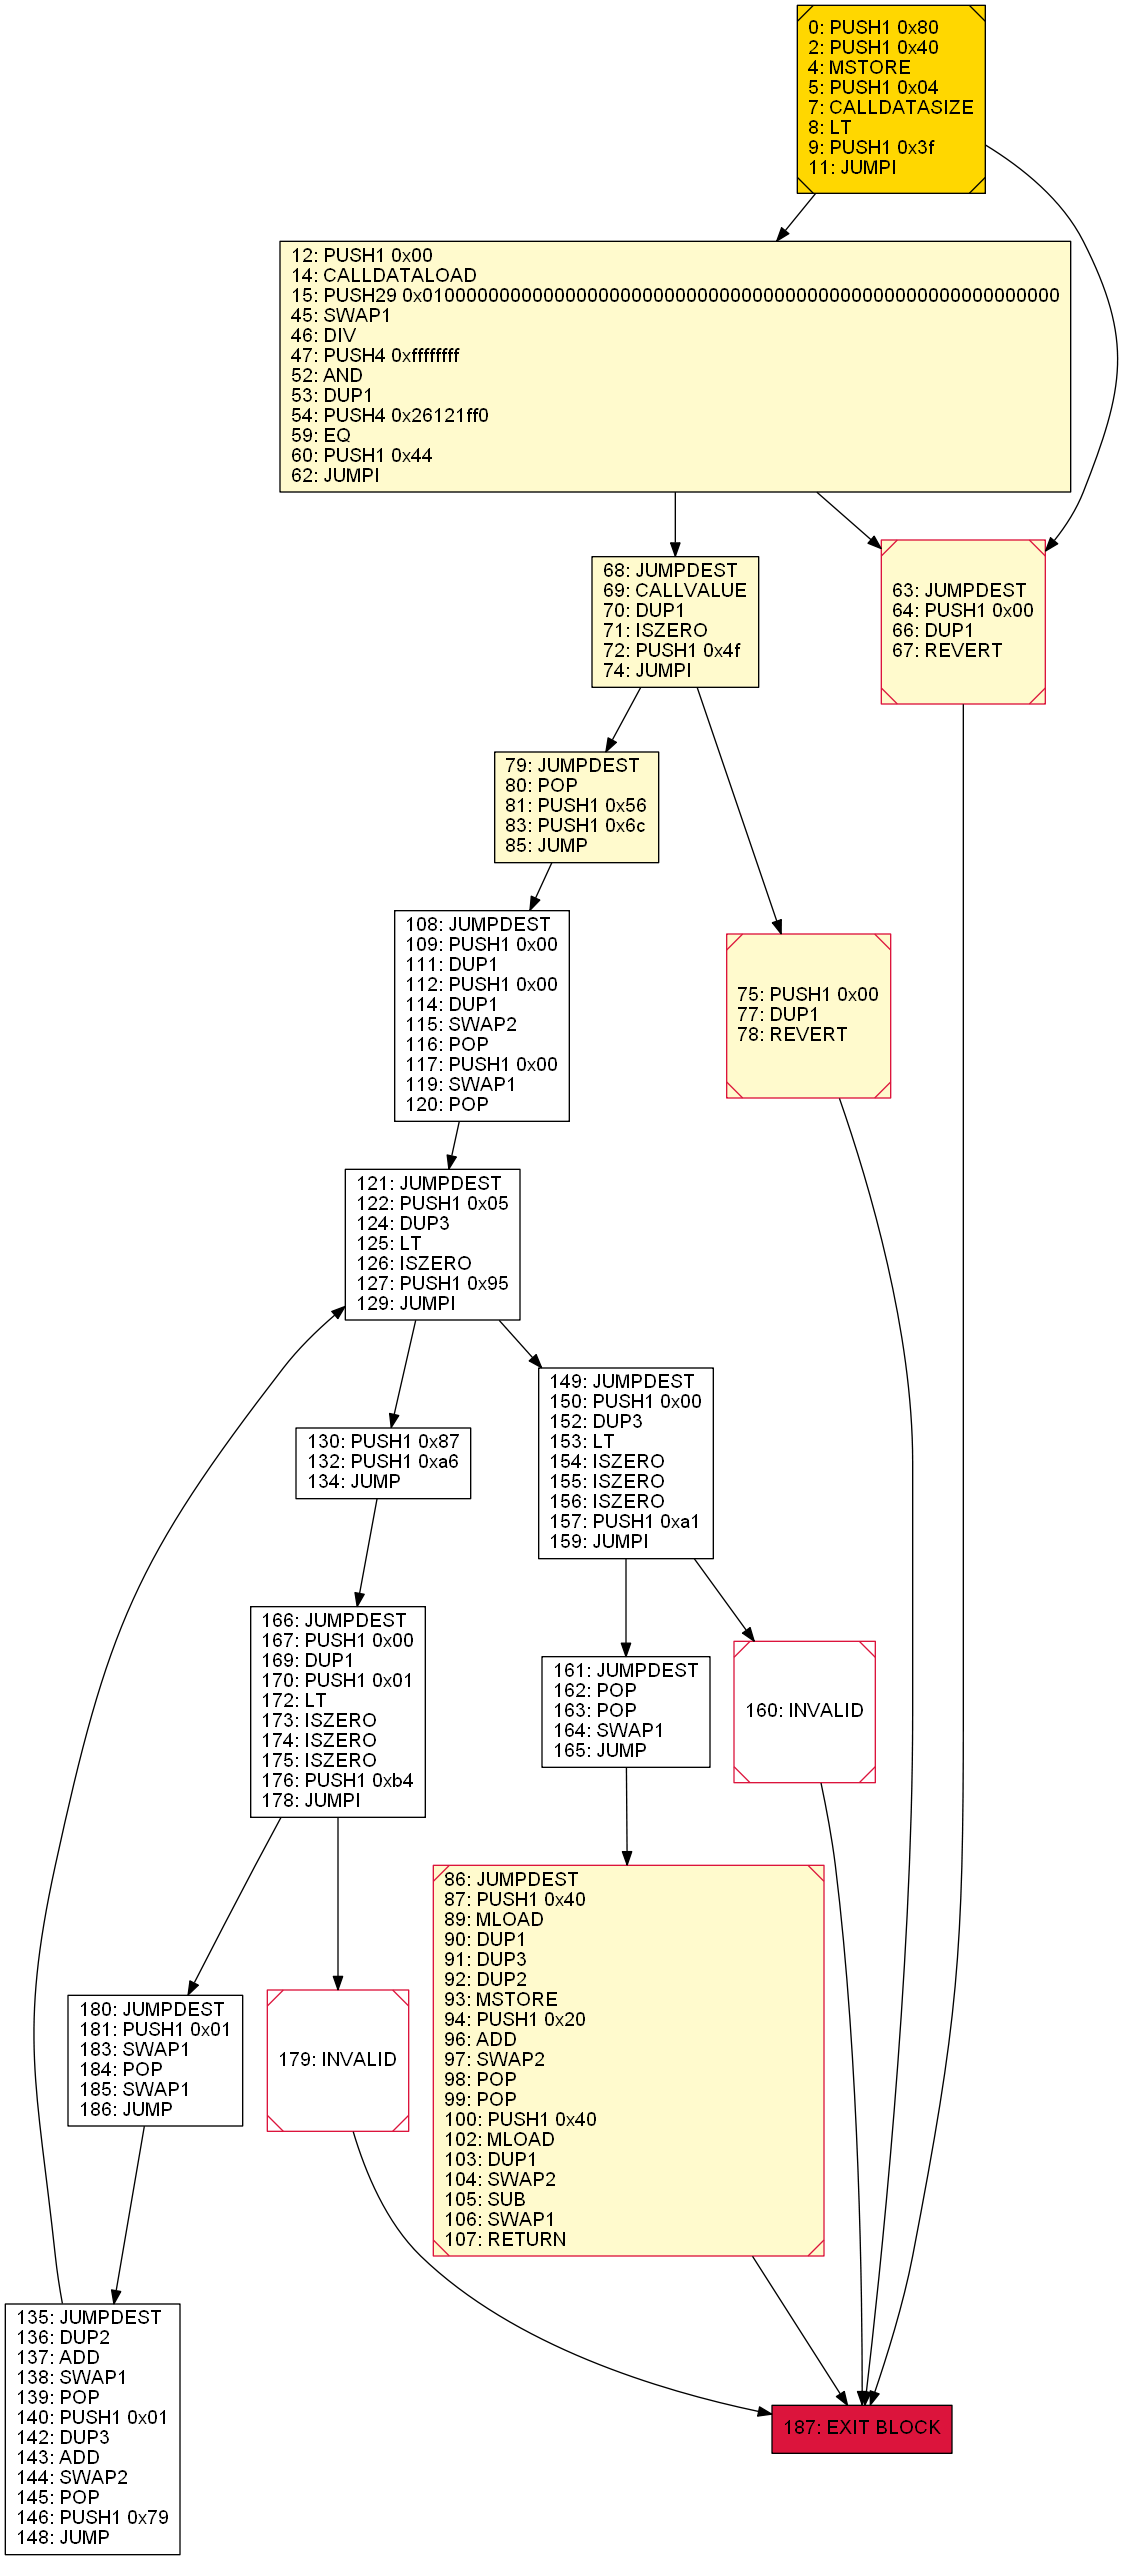 0: PUSH1 0x80
2: PUSH1 0x40
4: MSTORE
5: PUSH1 0x04
7: CALLDATASIZE
8: LT
9: PUSH1 0x3f
11: JUMPI
12: PUSH1 0x00
14: CALLDATALOAD
15: PUSH29 0x0100000000000000000000000000000000000000000000000000000000
45: SWAP1
46: DIV
47: PUSH4 0xffffffff
52: AND
53: DUP1
54: PUSH4 0x26121ff0
59: EQ
60: PUSH1 0x44
62: JUMPI
68: JUMPDEST
69: CALLVALUE
70: DUP1
71: ISZERO
72: PUSH1 0x4f
74: JUMPI
63: JUMPDEST
64: PUSH1 0x00
66: DUP1
67: REVERT
79: JUMPDEST
80: POP
81: PUSH1 0x56
83: PUSH1 0x6c
85: JUMP
108: JUMPDEST
109: PUSH1 0x00
111: DUP1
112: PUSH1 0x00
114: DUP1
115: SWAP2
116: POP
117: PUSH1 0x00
119: SWAP1
120: POP
75: PUSH1 0x00
77: DUP1
78: REVERT
121: JUMPDEST
122: PUSH1 0x05
124: DUP3
125: LT
126: ISZERO
127: PUSH1 0x95
129: JUMPI
130: PUSH1 0x87
132: PUSH1 0xa6
134: JUMP
149: JUMPDEST
150: PUSH1 0x00
152: DUP3
153: LT
154: ISZERO
155: ISZERO
156: ISZERO
157: PUSH1 0xa1
159: JUMPI
166: JUMPDEST
167: PUSH1 0x00
169: DUP1
170: PUSH1 0x01
172: LT
173: ISZERO
174: ISZERO
175: ISZERO
176: PUSH1 0xb4
178: JUMPI
161: JUMPDEST
162: POP
163: POP
164: SWAP1
165: JUMP
160: INVALID
180: JUMPDEST
181: PUSH1 0x01
183: SWAP1
184: POP
185: SWAP1
186: JUMP
179: INVALID
86: JUMPDEST
87: PUSH1 0x40
89: MLOAD
90: DUP1
91: DUP3
92: DUP2
93: MSTORE
94: PUSH1 0x20
96: ADD
97: SWAP2
98: POP
99: POP
100: PUSH1 0x40
102: MLOAD
103: DUP1
104: SWAP2
105: SUB
106: SWAP1
107: RETURN
135: JUMPDEST
136: DUP2
137: ADD
138: SWAP1
139: POP
140: PUSH1 0x01
142: DUP3
143: ADD
144: SWAP2
145: POP
146: PUSH1 0x79
148: JUMP
187: EXIT BLOCK